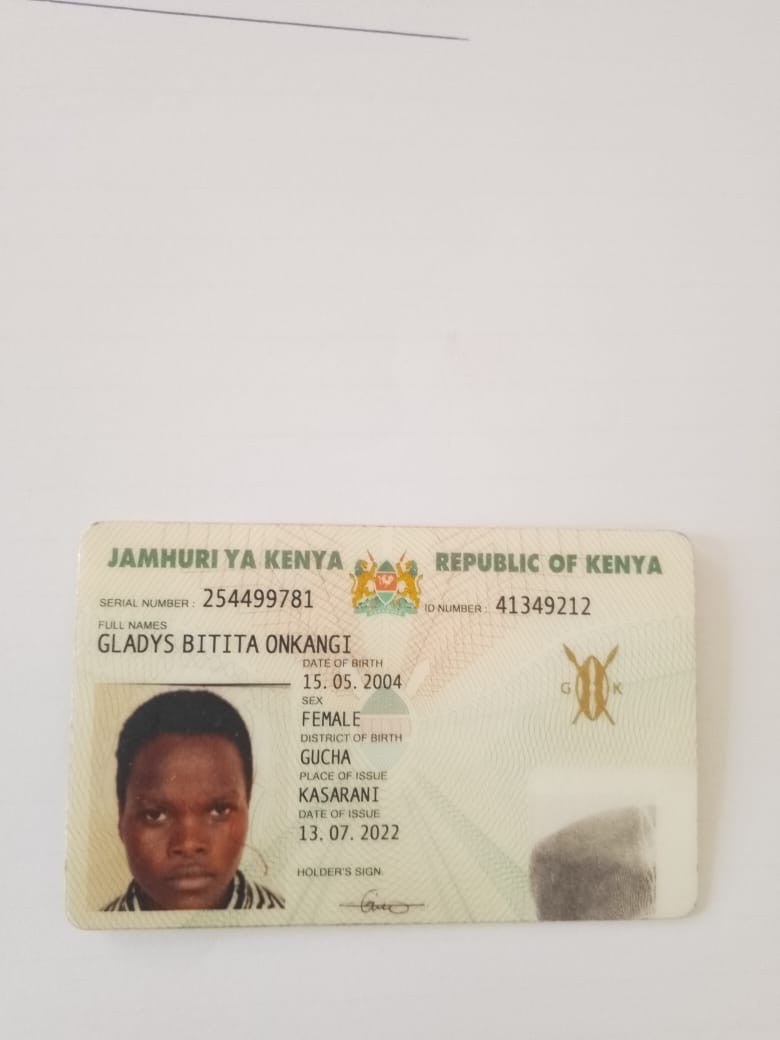 JAMHURI YA KENYA REPUBLIC OF KENYA
SERIAL NUMBER : 254499781 ID NUMBER : 41349212
FULL NAMES
GLADYS BITITA ONKANGI
DATE OF BIRTH
15. 05. 2004
SEX
FEMALE
G K
DISTRICT OF BIRTH
GUCHA
PLACE OF ISSUE
KASARANI
DATE OF ISSUE
13. 07. 2022
HOLDER'S SIGN.